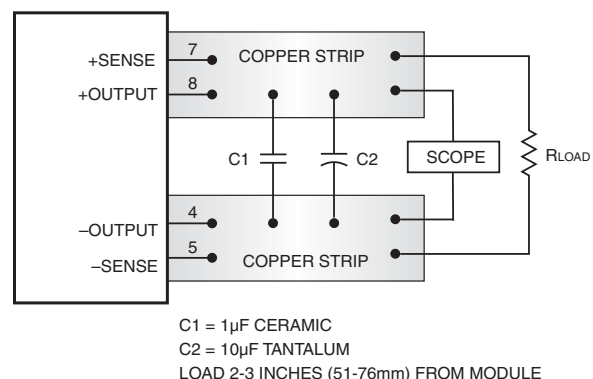 +SENSE 7 COPPER STRIP
+OUTPUT 8
C1 C2 SCOPE RLOAD
–OUTPUT 4
–SENSE 5 COPPER STRIP
C1 = 1µF CERAMIC
C2 = 10µF TANTALUM
LOAD 2-3 INCHES (51-76mm) FROM MODULE